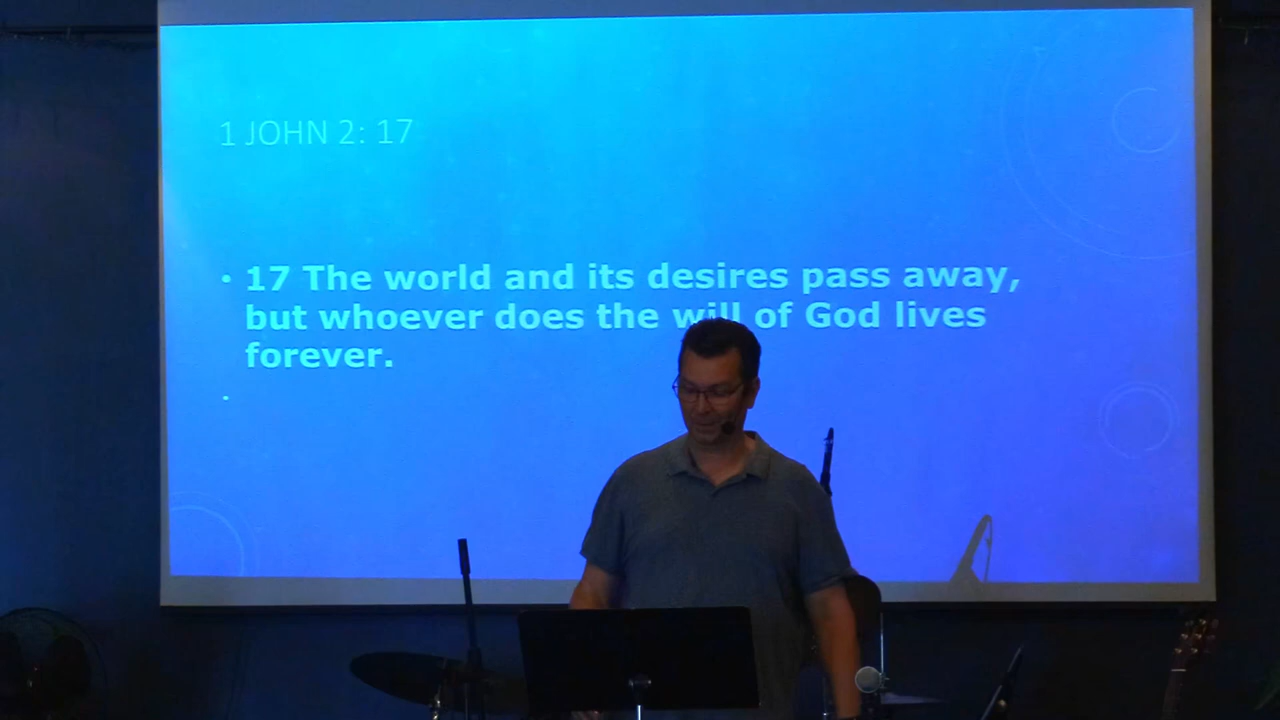 1 JOHN 2: 17
• 17 The world and its desires pass away,
but whoever does the will of God lives
forever.
•